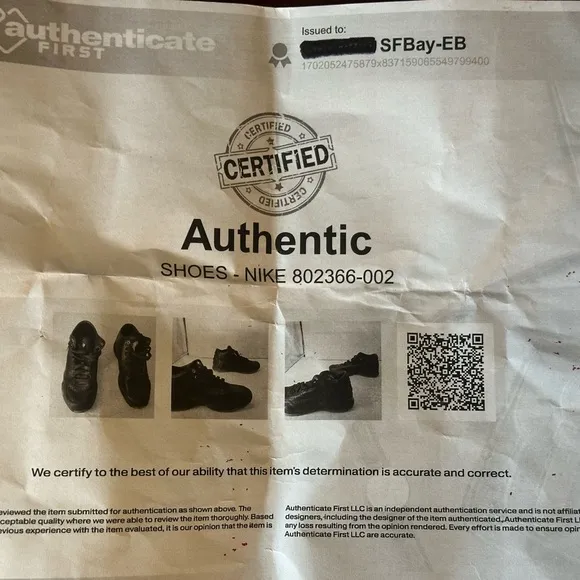 authenticate
FIRST
Issued to:
SFBay-EB
1702052475879x837159065549799400
CERTIFIED
CERTIFIED
CERTIFIED
Authentic
SHOES - NIKE 802366-002
We certify to the best of our ability that this item's determination is accurate and correct.
eviewed the item submitted for authentication as shown above. The
ceptable quality where we were able to review the item thoroughly. Based
evious experience with the item evaluated, it is our opinion that the item is
Authenticate First LLC is an independent authentication service and is not affiliat
designers, including the designer of the item authenticated. Authenticate First LL
any loss resulting from the opinion rendered. Every effort is made to ensure opin
Authenticate First LLC are accurate.